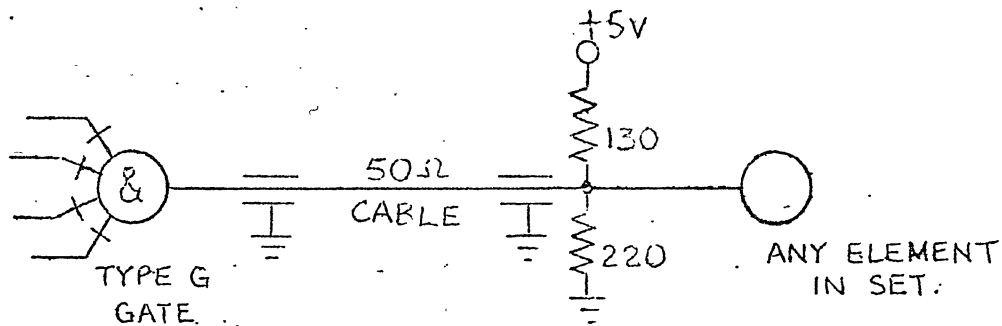 +5V
130
50Ω
CABLE
&
220
TYPE G
GATE.
ANY ELEMENT
IN SET.